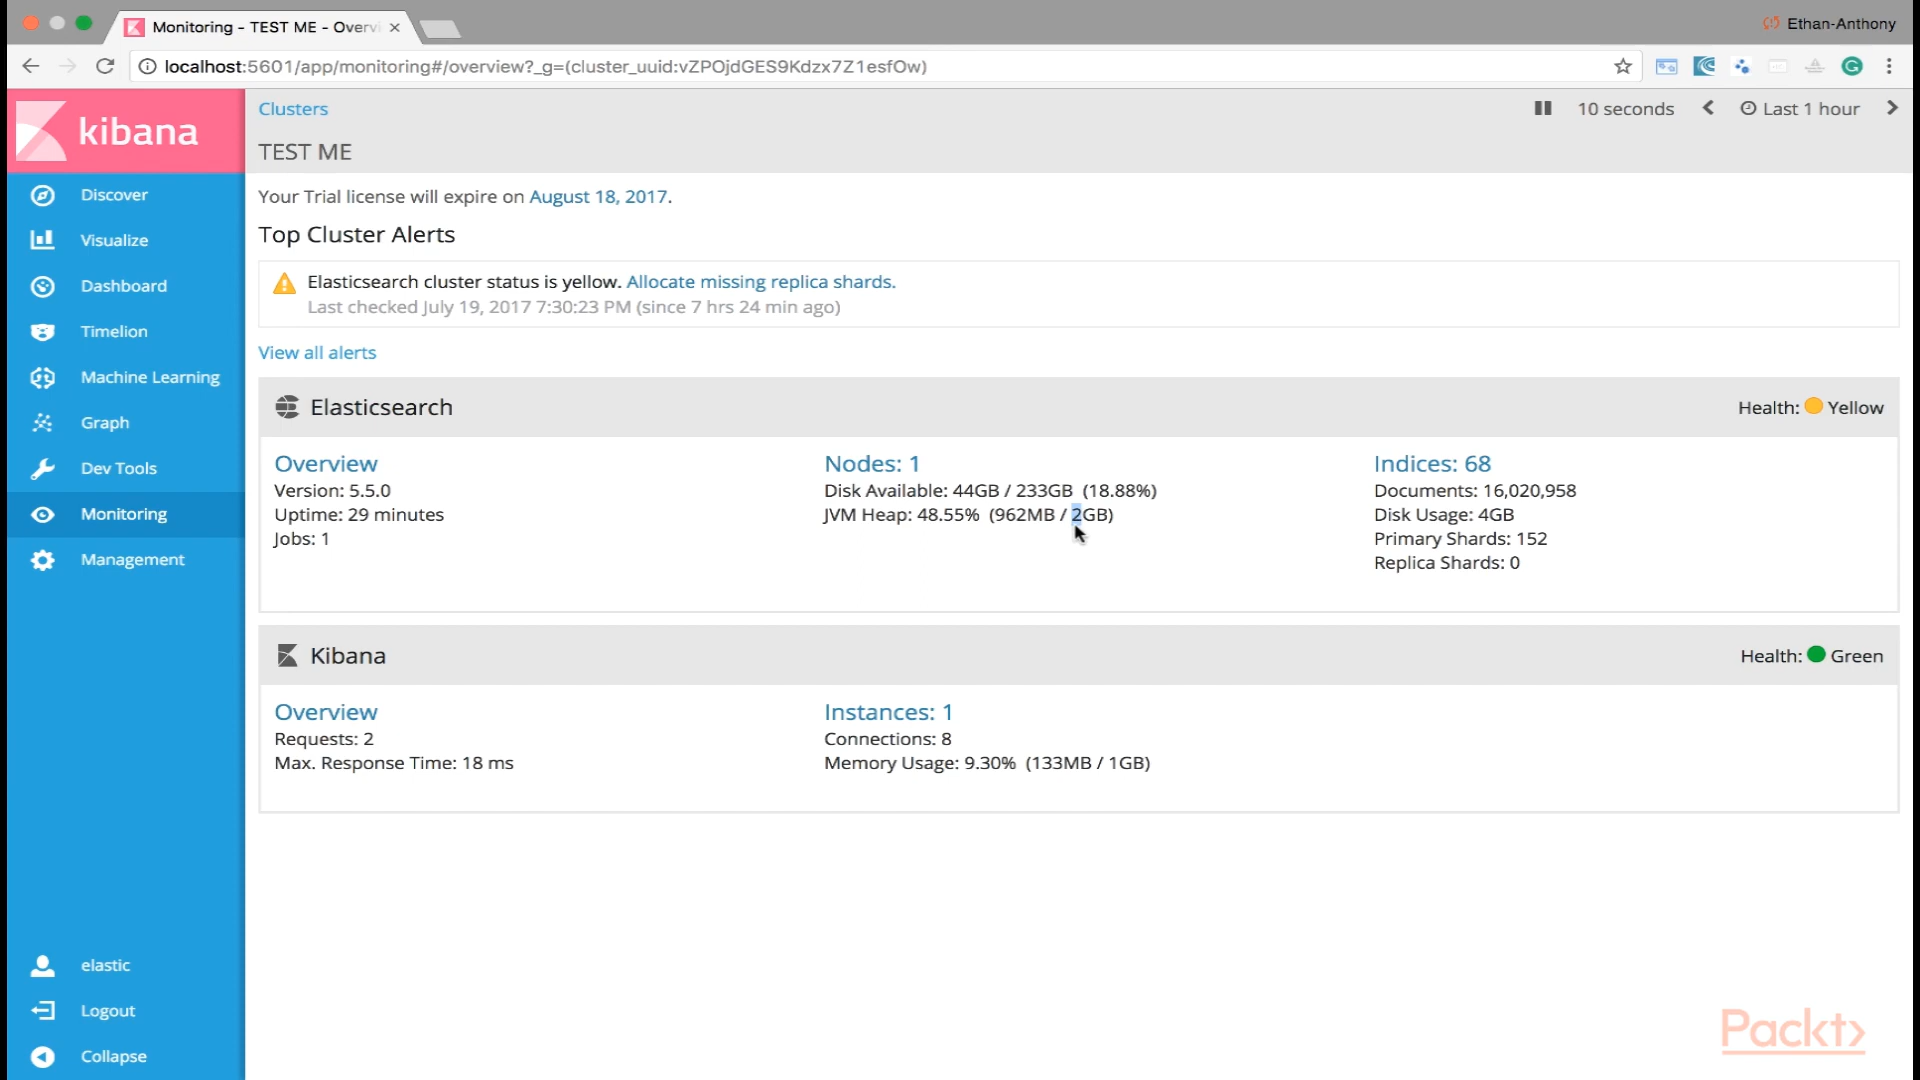 Monitoring - TEST ME - Overvi
Ethan-Anthony
localhost:5601/app/monitoring#/overview?_g=(cluster_uuid:vZPOjdGES9Kdzx7Z1esfOw)
kibana
Clusters
10 seconds
Last 1 hour
TEST ME
Discover
Visualize
Dashboard
Timelion
Machine Learning
Graph
Dev Tools
Monitoring
Management
elastic
Logout
Collapse
Your Trial license will expire on August 18, 2017.
Top Cluster Alerts
Elasticsearch cluster status is yellow. Allocate missing replica shards.
Last checked July 19, 2017 7:30:23 PM (since 7 hrs 24 min ago)
View all alerts
Elasticsearch
Health: Yellow
Overview
Version: 5.5.0
Uptime: 29 minutes
Jobs: 1
Nodes: 1
Disk Available: 44GB / 233GB (18.88%)
JVM Heap: 48.55% (962MB / 2GB)
Indices: 68
Documents: 16,020,958
Disk Usage: 4GB
Primary Shards: 152
Replica Shards: 0
Kibana
Health: Green
Overview
Requests: 2
Max. Response Time: 18 ms
Instances: 1
Connections: 8
Memory Usage: 9.30% (133MB / 1GB)
Packt>